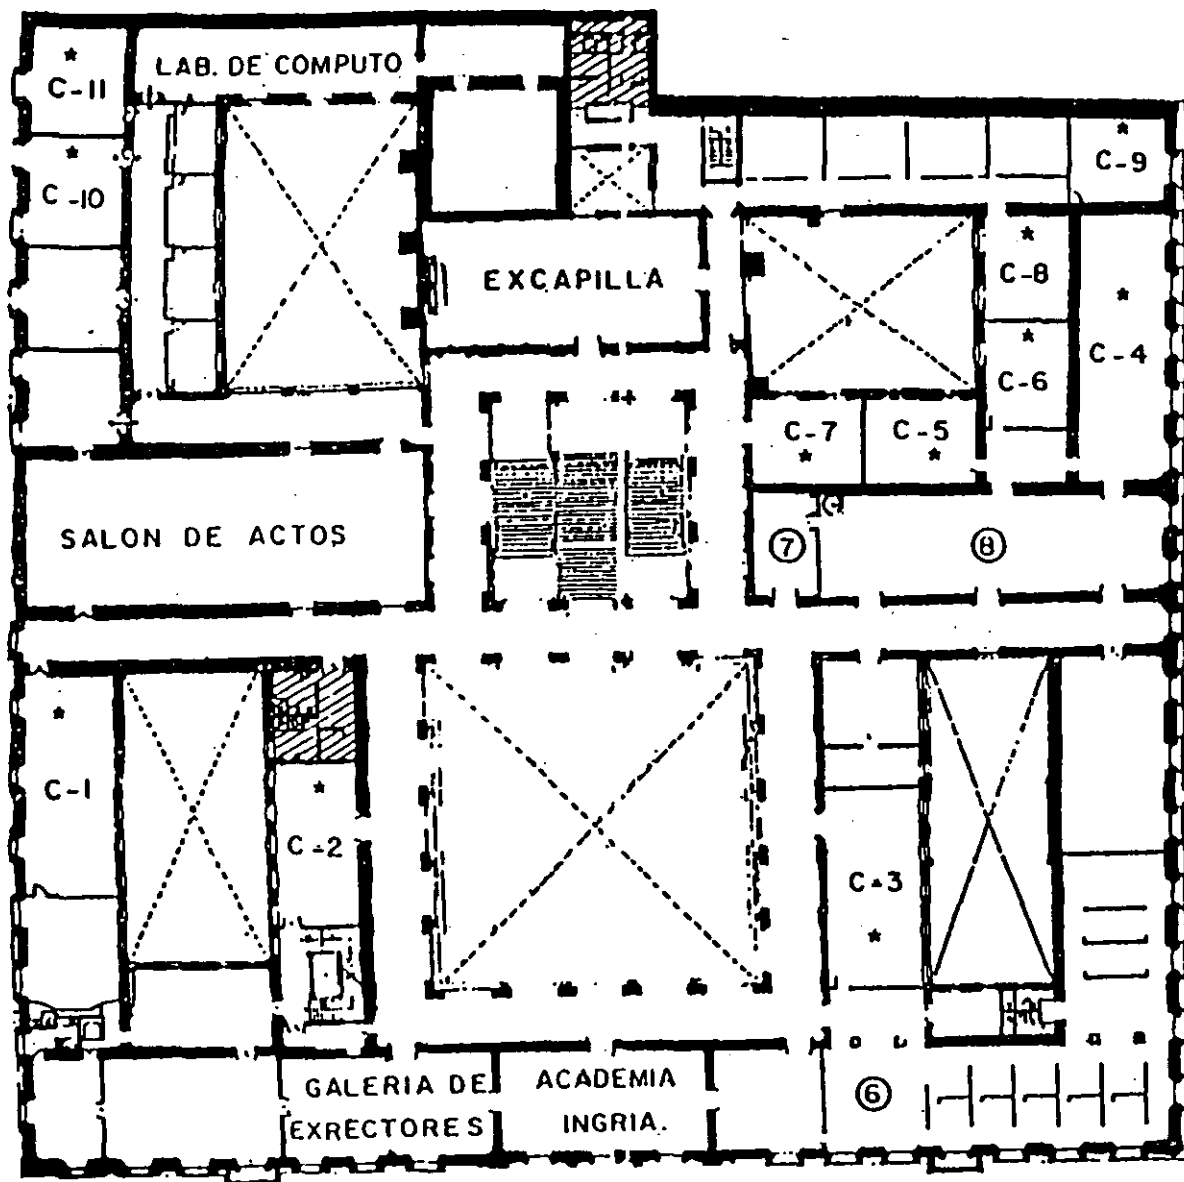 LAB. DE COMPUTO
C-11
C-10
C-9
EXCAPILLA
C-8
C-4
C-6
C-7
C-5
SALON DE ACTOS
7
8
C-1
C-2
C-3
GALERIA DE
EXRECTORES
ACADEMIA
INGRIA.
6